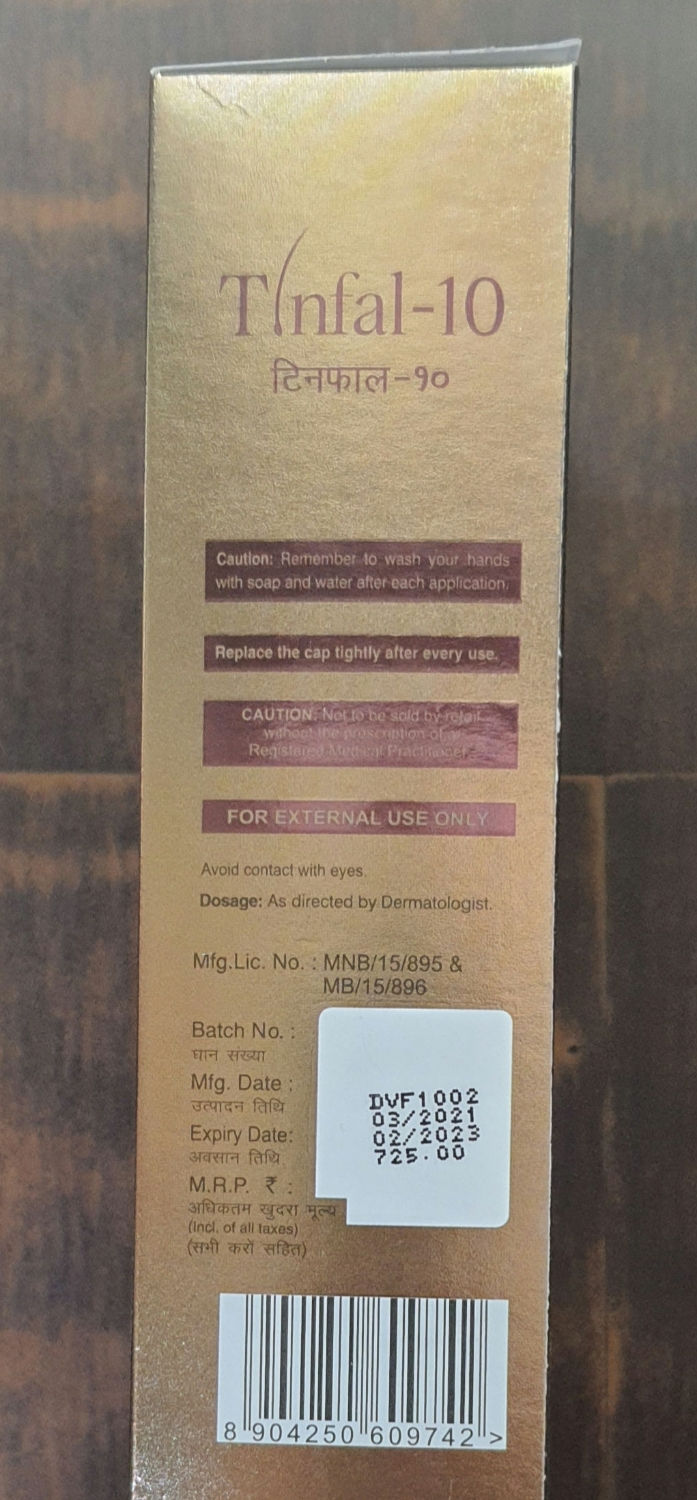 Tinfal-10
टिनफाल-१०
Caution: Remember to wash your hands
with soap and water after each application.
Replace the cap tightly after every use.
CAUTION: Not to be sold by retail
without the prescription of a
Registered Medical Practitioner
FOR EXTERNAL USE ONLY
Avoid contact with eyes.
Dosage: As directed by Dermatologist.
Mfg.Lic. No. : MNB/15/895 &
MB/15/896
Batch No. :
घान संख्या
DVF1002
Mfg. Date :
उत्पादन तिथि
03/2021
Expiry Date:
अवसान तिथि
02/2023
M.R.P. ₹ :
725.00
अधिकतम खुदरा मूल्य
(Incl. of all taxes)
(सभी करों सहित)
8 904250 609742 >